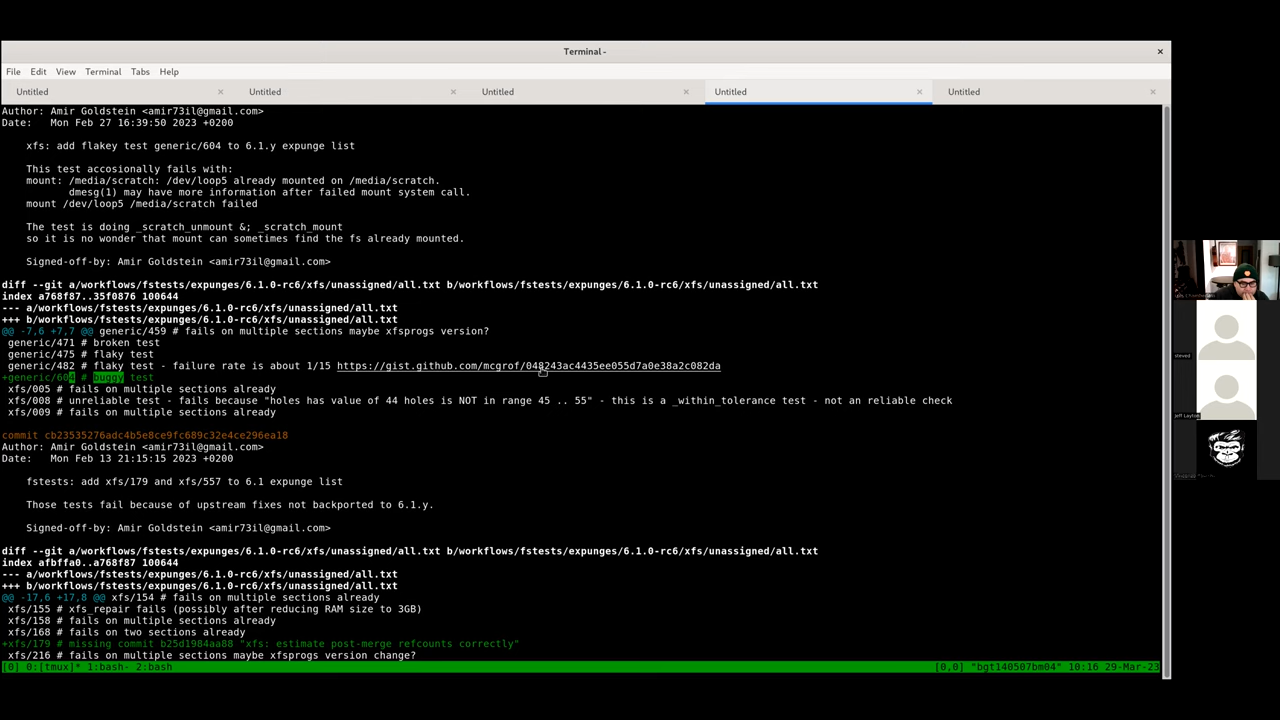 Terminal -
File Edit View Terminal Tabs Help
Untitled Untitled Untitled Untitled Untitled
Author: Amir Goldstein <amir73il@gmail.com>
Date:   Mon Feb 27 16:39:50 2023 +0200
xfs: add flakey test generic/604 to 6.1.y expunge list
This test accosionally fails with:
mount: /media/scratch: /dev/loop5 already mounted on /media/scratch.
dmesg(1) may have more information after failed mount system call.
mount /dev/loop5 /media/scratch failed
The test is doing _scratch_unmount &; _scratch_mount
so it is no wonder that mount can sometimes find the fs already mounted.
Signed-off-by: Amir Goldstein <amir73il@gmail.com>
diff --git a/workflows/fstests/expunges/6.1.0-rc6/xfs/unassigned/all.txt b/workflows/fstests/expunges/6.1.0-rc6/xfs/unassigned/all.txt
index a768f87..35f0876 100644
--- a/workflows/fstests/expunges/6.1.0-rc6/xfs/unassigned/all.txt
+++ b/workflows/fstests/expunges/6.1.0-rc6/xfs/unassigned/all.txt
@@ -7,6 +7,7 @@ generic/459 # fails on multiple sections maybe xfsprogs version?
generic/471 # broken test
generic/475 # flaky test
generic/482 # flaky test - failure rate is about 1/15 https://gist.github.com/mcgrof/048243ac4435ee055d7a0e38a2c082da
+generic/604 # buggy test
xfs/005 # fails on multiple sections already
xfs/008 # unreliable test - fails because "holes has value of 44 holes is NOT in range 45 .. 55" - this is a _within_tolerance test - not an reliable check
xfs/009 # fails on multiple sections already
commit cb23535276adc4b5e8ce9fc689c32e4ce296ea18
Author: Amir Goldstein <amir73il@gmail.com>
Date:   Mon Feb 13 21:15:15 2023 +0200
fstests: add xfs/179 and xfs/557 to 6.1 expunge list
Those tests fail because of upstream fixes not backported to 6.1.y.
Signed-off-by: Amir Goldstein <amir73il@gmail.com>
diff --git a/workflows/fstests/expunges/6.1.0-rc6/xfs/unassigned/all.txt b/workflows/fstests/expunges/6.1.0-rc6/xfs/unassigned/all.txt
index afbffa0..a768f87 100644
--- a/workflows/fstests/expunges/6.1.0-rc6/xfs/unassigned/all.txt
+++ b/workflows/fstests/expunges/6.1.0-rc6/xfs/unassigned/all.txt
@@ -17,6 +17,8 @@ xfs/154 # fails on multiple sections already
xfs/155 # xfs_repair fails (possibly after reducing RAM size to 3GB)
xfs/158 # fails on multiple sections already
xfs/168 # fails on two sections already
+xfs/179 # missing commit b25d1984aa88 "xfs: estimate post-merge refcounts correctly"
xfs/216 # fails on multiple sections maybe xfsprogs version change?
[0] 0:[tmux]* 1:bash- 2:bash [0,0] "bgt140507bm04" 10:16 29-Mar-23
steved
Jeff Layton